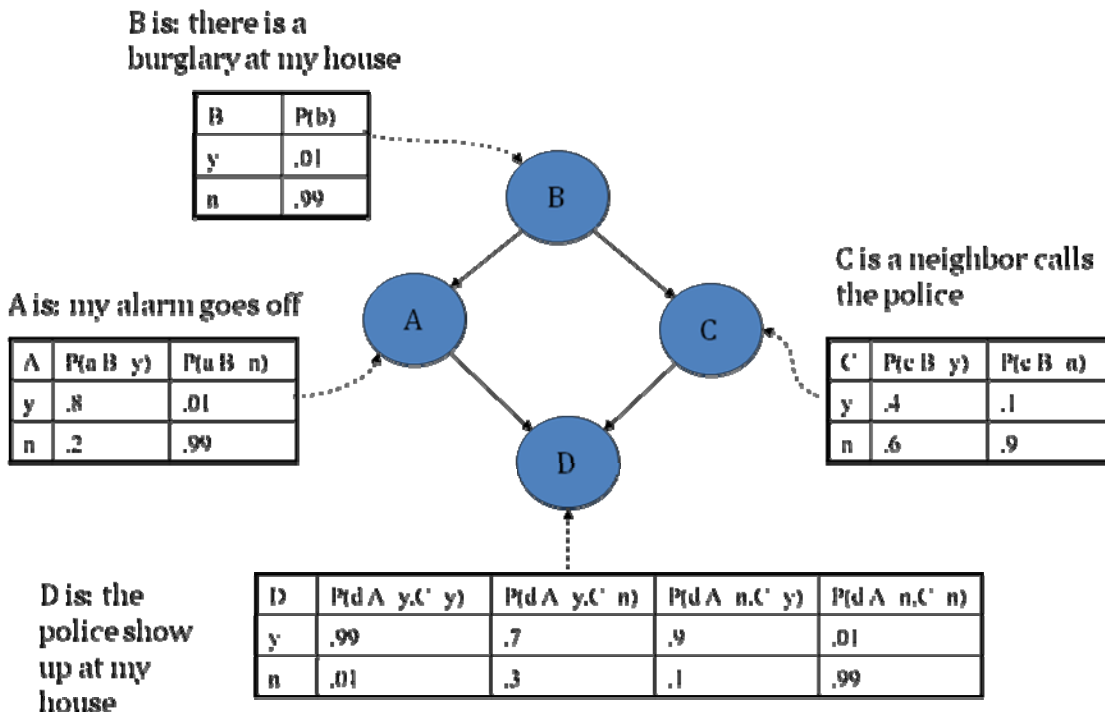 B is: there is a
burglary at my house
B P(b)
y .01
n .99
B
A is: my alarm goes off
A P(a B y) P(a B n)
y .8 .01
n .2 .99
A
C
C is a neighbor calls
the police
C P(c B y) P(c B n)
y .4 .1
n .6 .9
D
D is: the
police show
up at my
house
D P(d A y,C y) P(d A y,C n) P(d A n,C y) P(d A n,C n)
y .99 .7 .9 .01
n .01 .3 .1 .99